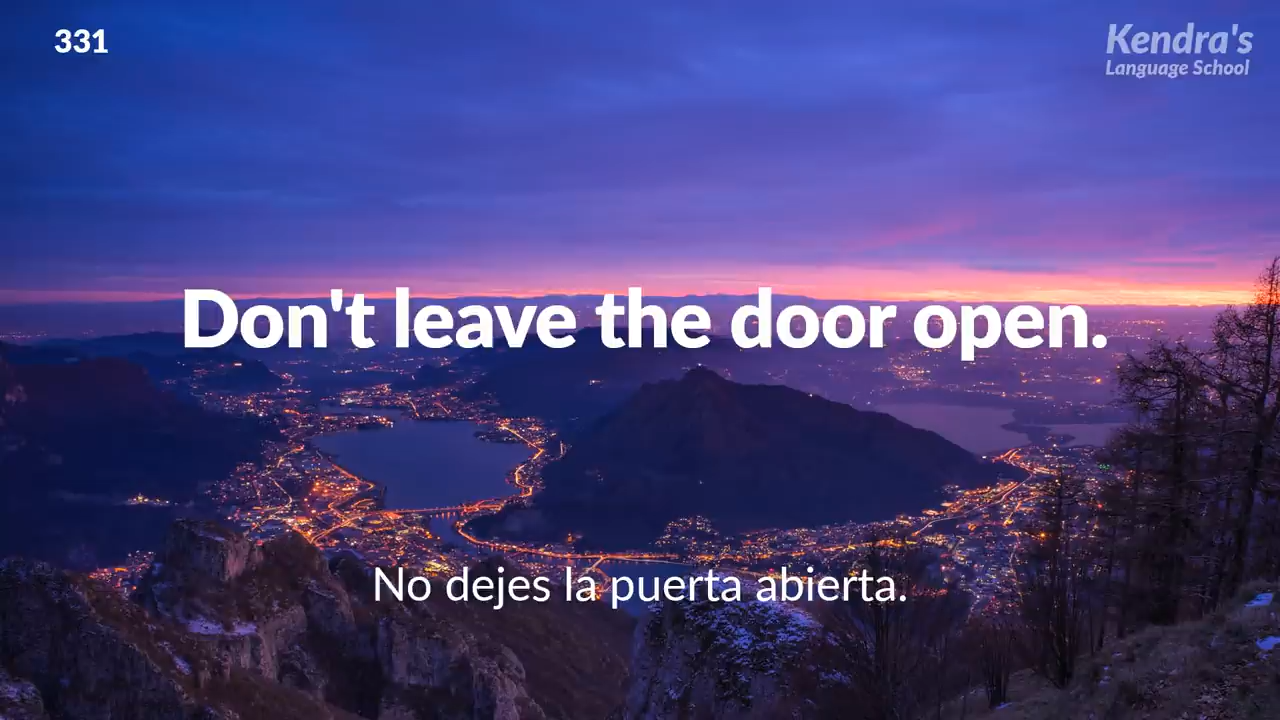 331
Kendra's
Language School
Don't leave the door open.
No dejes la puerta abierta.